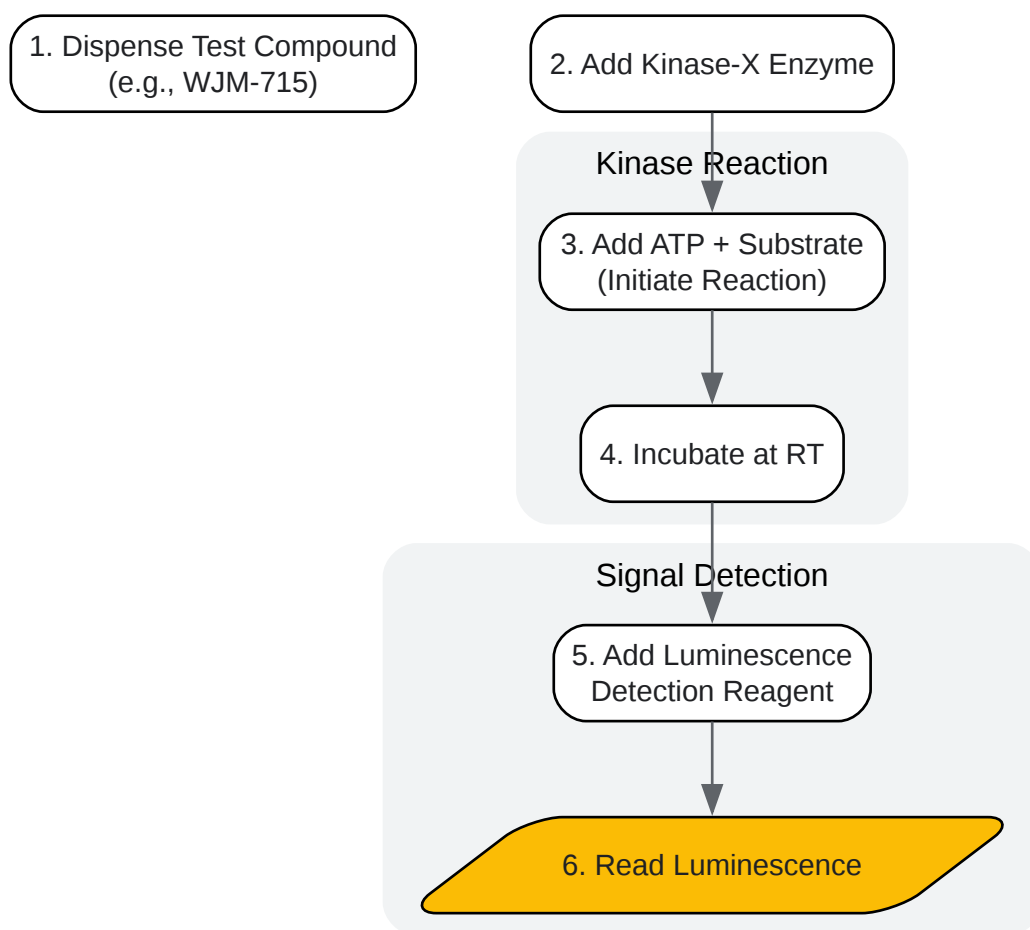 1. Dispense Test Compound
(e.g., WJM-715)
2. Add Kinase-X Enzyme
Kinase Reaction
3. Add ATP + Substrate
(Initiate Reaction)
4. Incubate at RT
Signal Detection
5. Add Luminescence
Detection Reagent
6. Read Luminescence